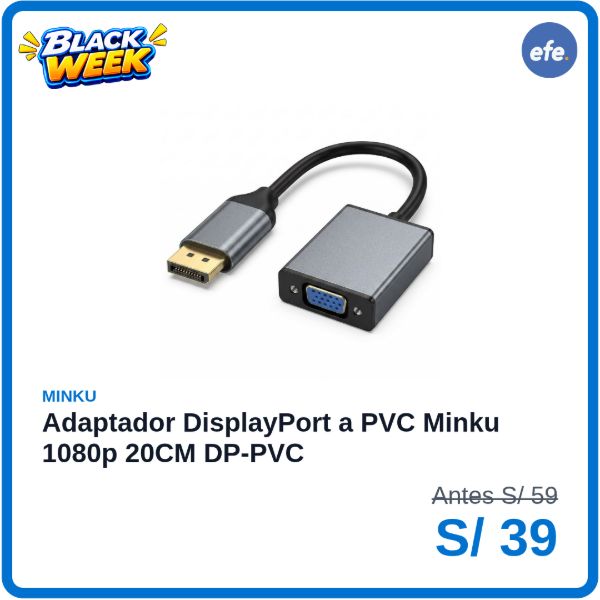 BLACK
WEEK
efe.
MINKU
Adaptador DisplayPort a PVC Minku
1080p 20CM DP-PVC
Antes S/ 59
S/ 39